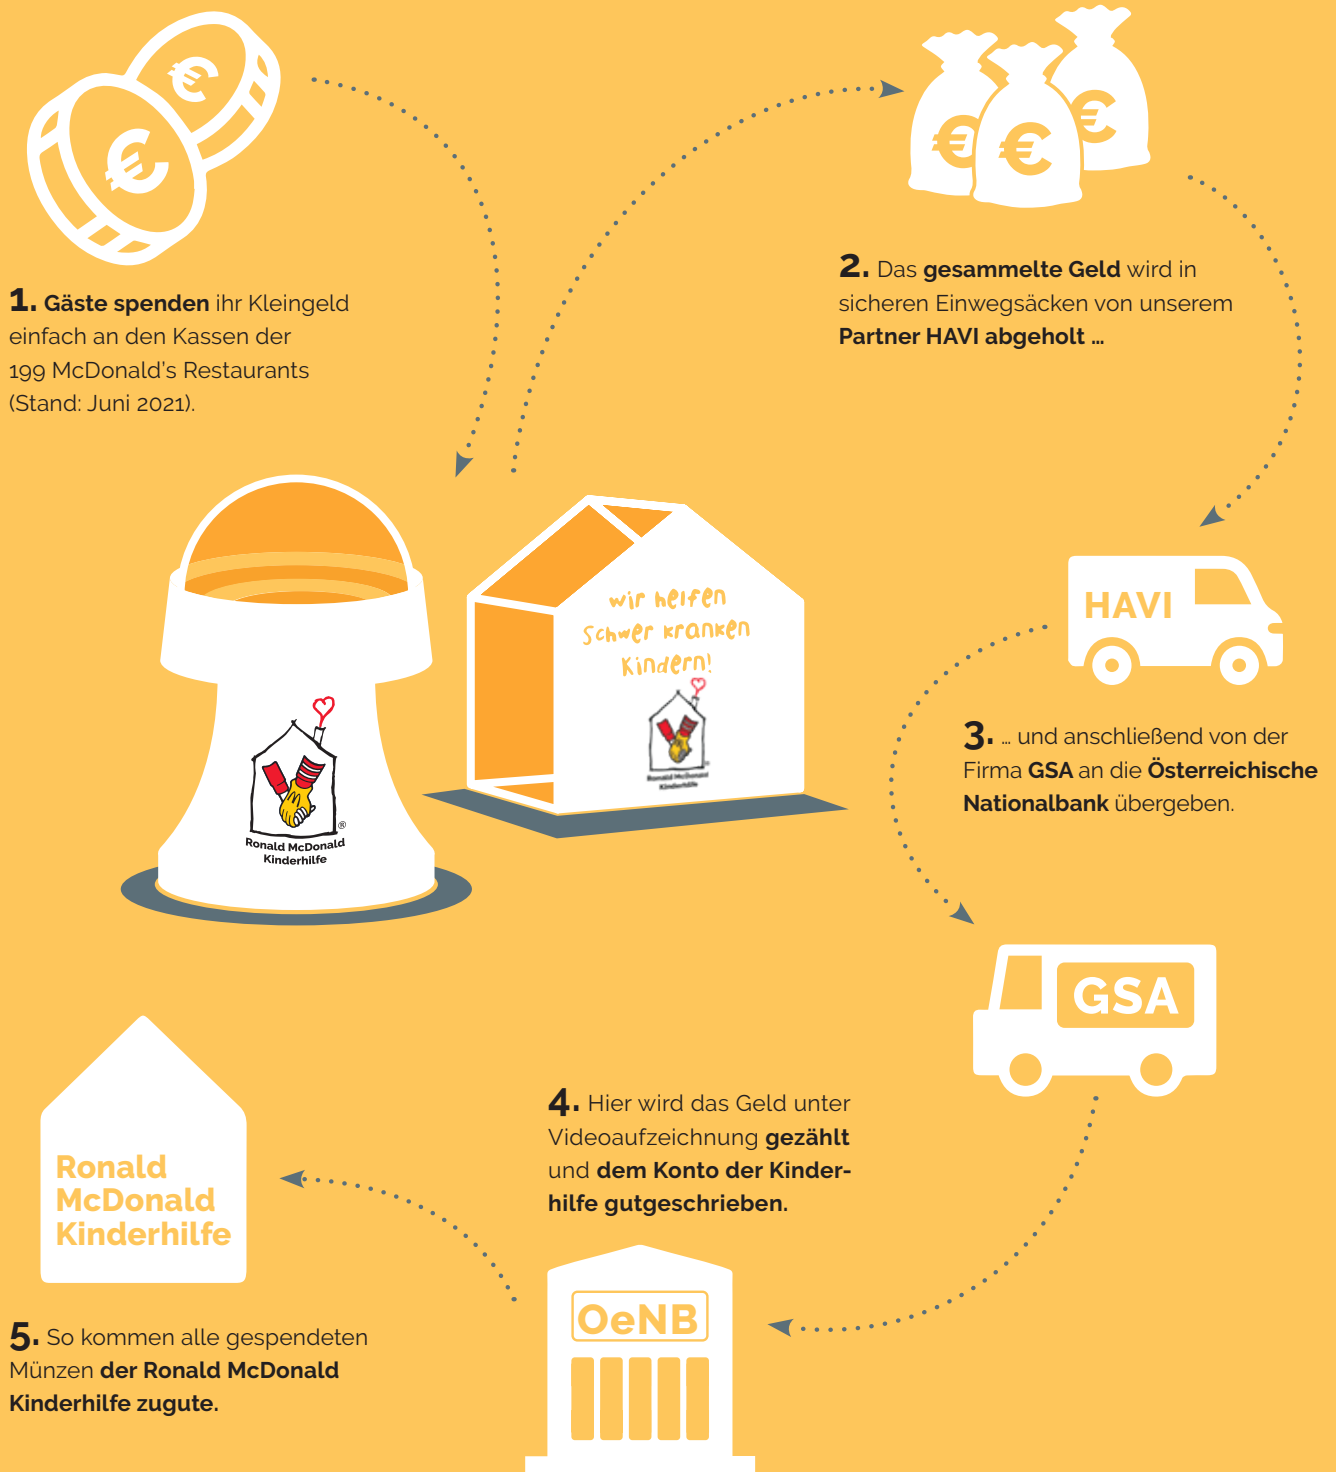 €
€
€
€
€
1. Gäste spenden ihr Kleingeld
einfach an den Kassen der
199 McDonald's Restaurants
(Stand: Juni 2021).
2. Das gesammelte Geld wird in
sicheren Einwegsäcken von unserem
Partner HAVI abgeholt ...
wir helfen
Schwer kranken
Kindern!
Ronald McDonald
Kinderhilfe
®
Ronald McDonald
Kinderhilfe
HAVI
3. ... und anschließend von der
Firma GSA an die Österreichische
Nationalbank übergeben.
GSA
4. Hier wird das Geld unter
Videoaufzeichnung gezählt
und dem Konto der Kinder-
hilfe gutgeschrieben.
OeNB
Ronald
McDonald
Kinderhilfe
5. So kommen alle gespendeten
Münzen der Ronald McDonald
Kinderhilfe zugute.